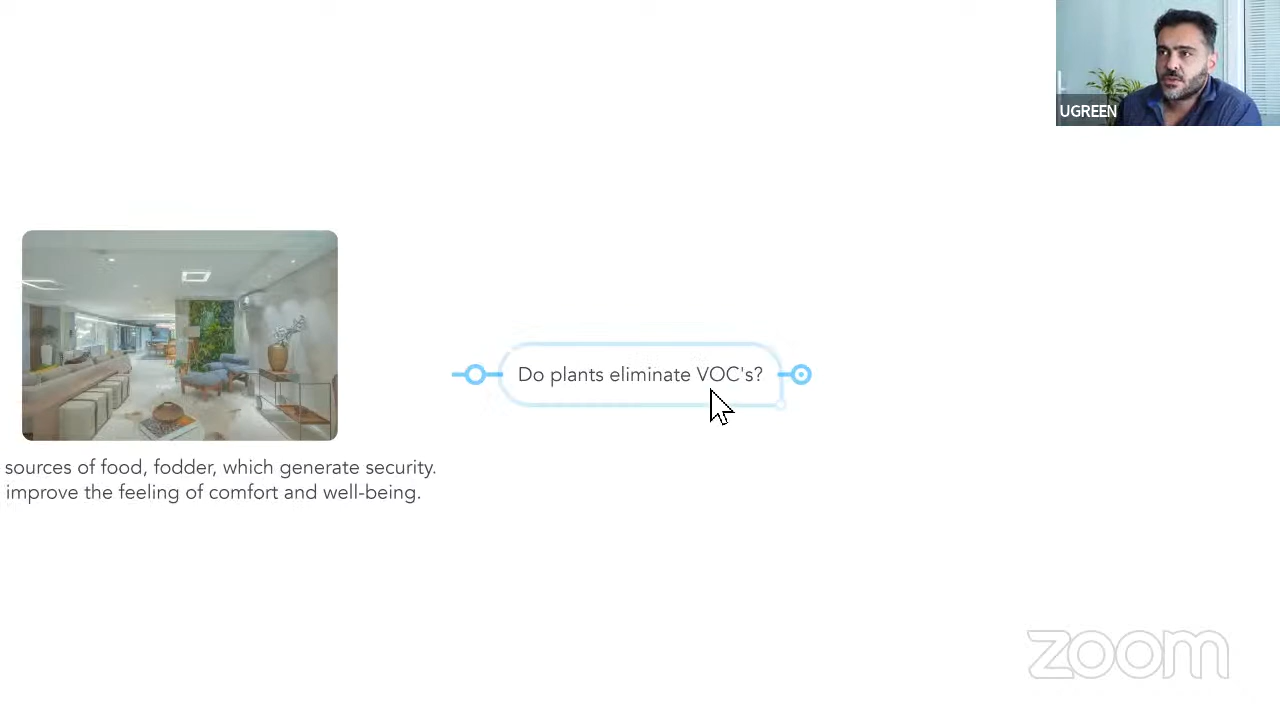 UGREEN
Do plants eliminate VOC's?
sources of food, fodder, which generate security.
improve the feeling of comfort and well-being.
zoom